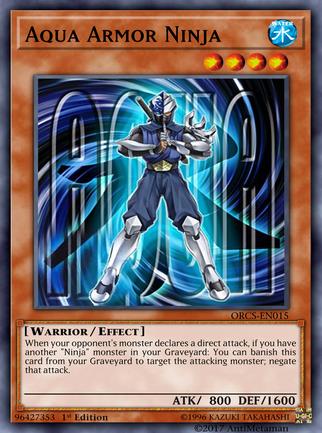 AQUA ARMOR NINJA
WATER
水
AQUA
ORCS-EN015
[WARRIOR / EFFECT]
When your opponent's monster declares a direct attack, if you have
another "Ninja" monster in your Graveyard: You can banish this
card from your Graveyard to target the attacking monster; negate
that attack.
ATK/ 800 DEF/1600
96427353 1st Edition ©1996 KAZUKI TAKAHASHI
©2017 AntiMetaman